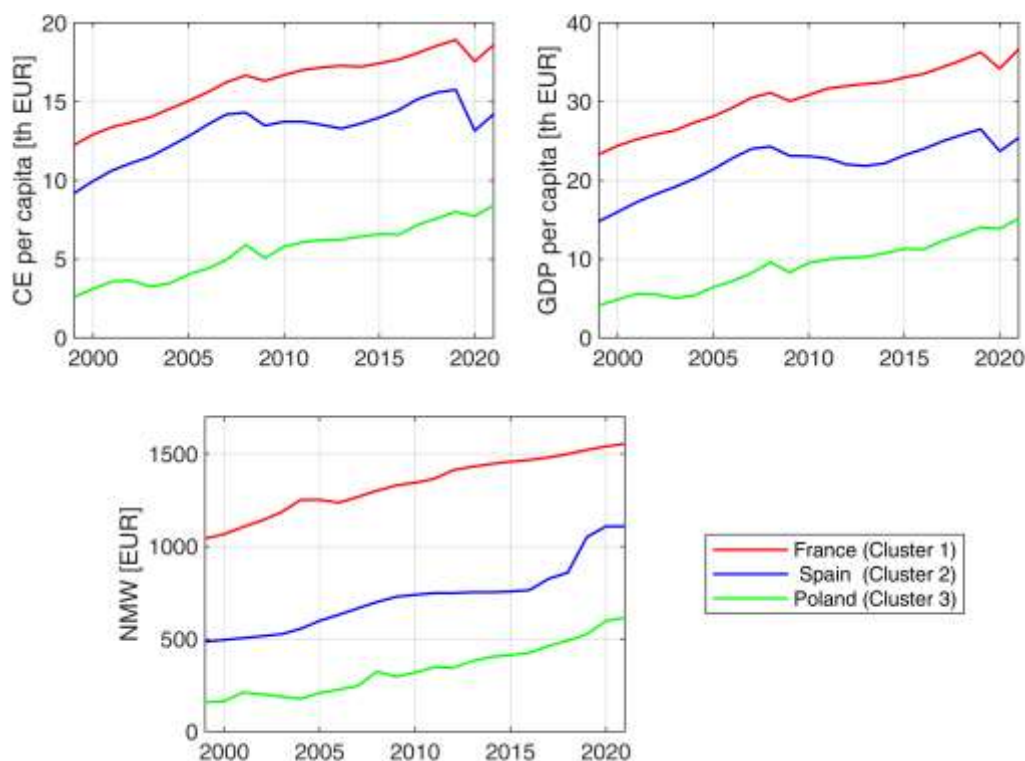 CE per capita [th EUR]
20
15
10
5
0
2000 2005 2010 2015 2020
GDP per capita [th EUR]
40
30
20
10
0
2000 2005 2010 2015 2020
NMW [EUR]
1500
1000
500
0
2000 2005 2010 2015 2020
France (Cluster 1)
Spain (Cluster 2)
Poland (Cluster 3)